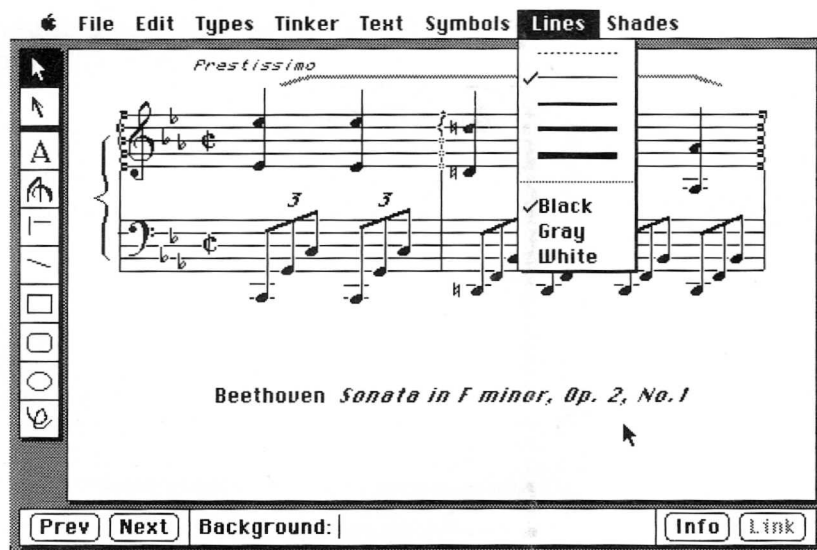 File Edit Types Tinker Text Symbols Lines Shades
Prestissimo
3 3
Black
Gray
White
A
Beethoven Sonata in F minor, Op. 2, No.1
Prev Next Background: Info Link